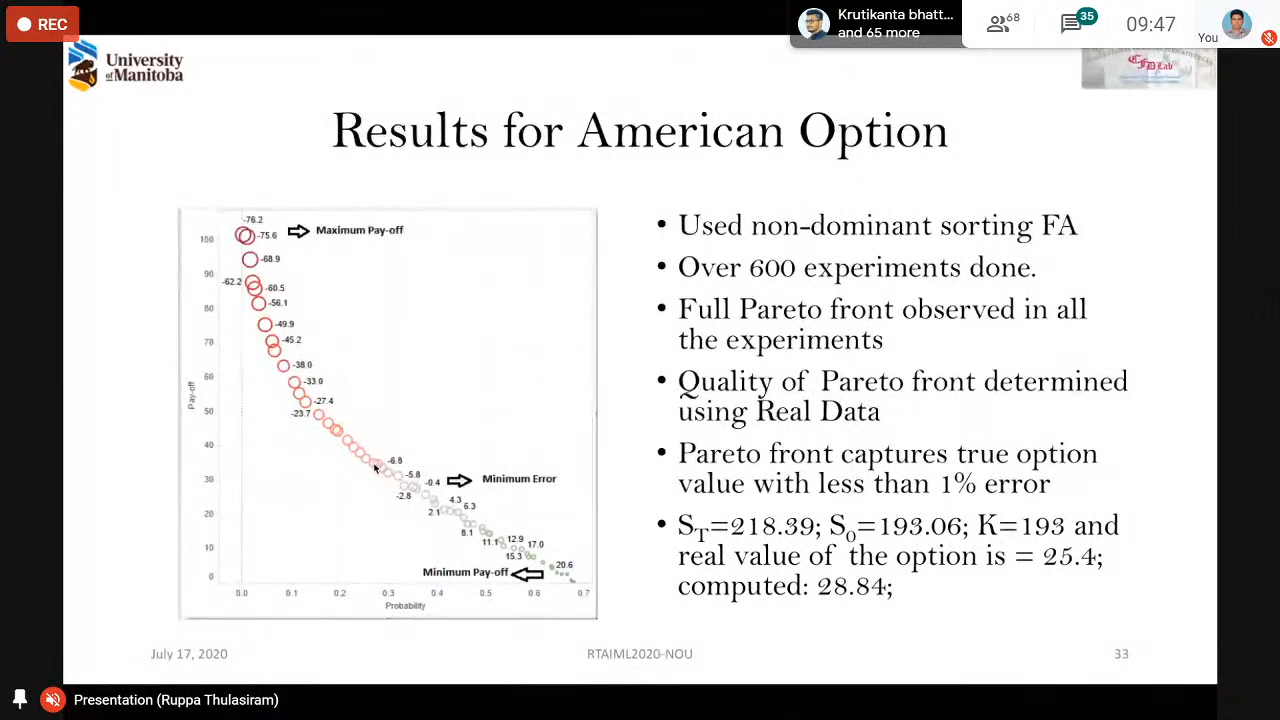 REC
Krutikanta bhatt...
and 65 more
68
35
09:47
You
University
of Manitoba
CFD Lab
Results for American Option
-76.2
-75.6
Maximum Pay-off
100
-68.9
90
-62.2
-60.5
80
-56.1
-49.9
70
-45.2
-38.0
60
-33.0
-27.4
50
-23.7
Pay-off
40
-6.8
30
-5.8
-0.4
Minimum Error
-2.8
20
4.3
6.3
2.1
8.1
10
11.1
12.9
17.0
15.3
20.6
Minimum Pay-off
0
0.0 0.1 0.2 0.3 0.4 0.5 0.6 0.7
Probability
• Used non-dominant sorting FA
• Over 600 experiments done.
• Full Pareto front observed in all
the experiments
• Quality of Pareto front determined
using Real Data
• Pareto front captures true option
value with less than 1% error
• ST=218.39; S0=193.06; K=193 and
real value of the option is = 25.4;
computed: 28.84;
July 17, 2020
RTAIML2020-NOU
33
Presentation (Ruppa Thulasiram)